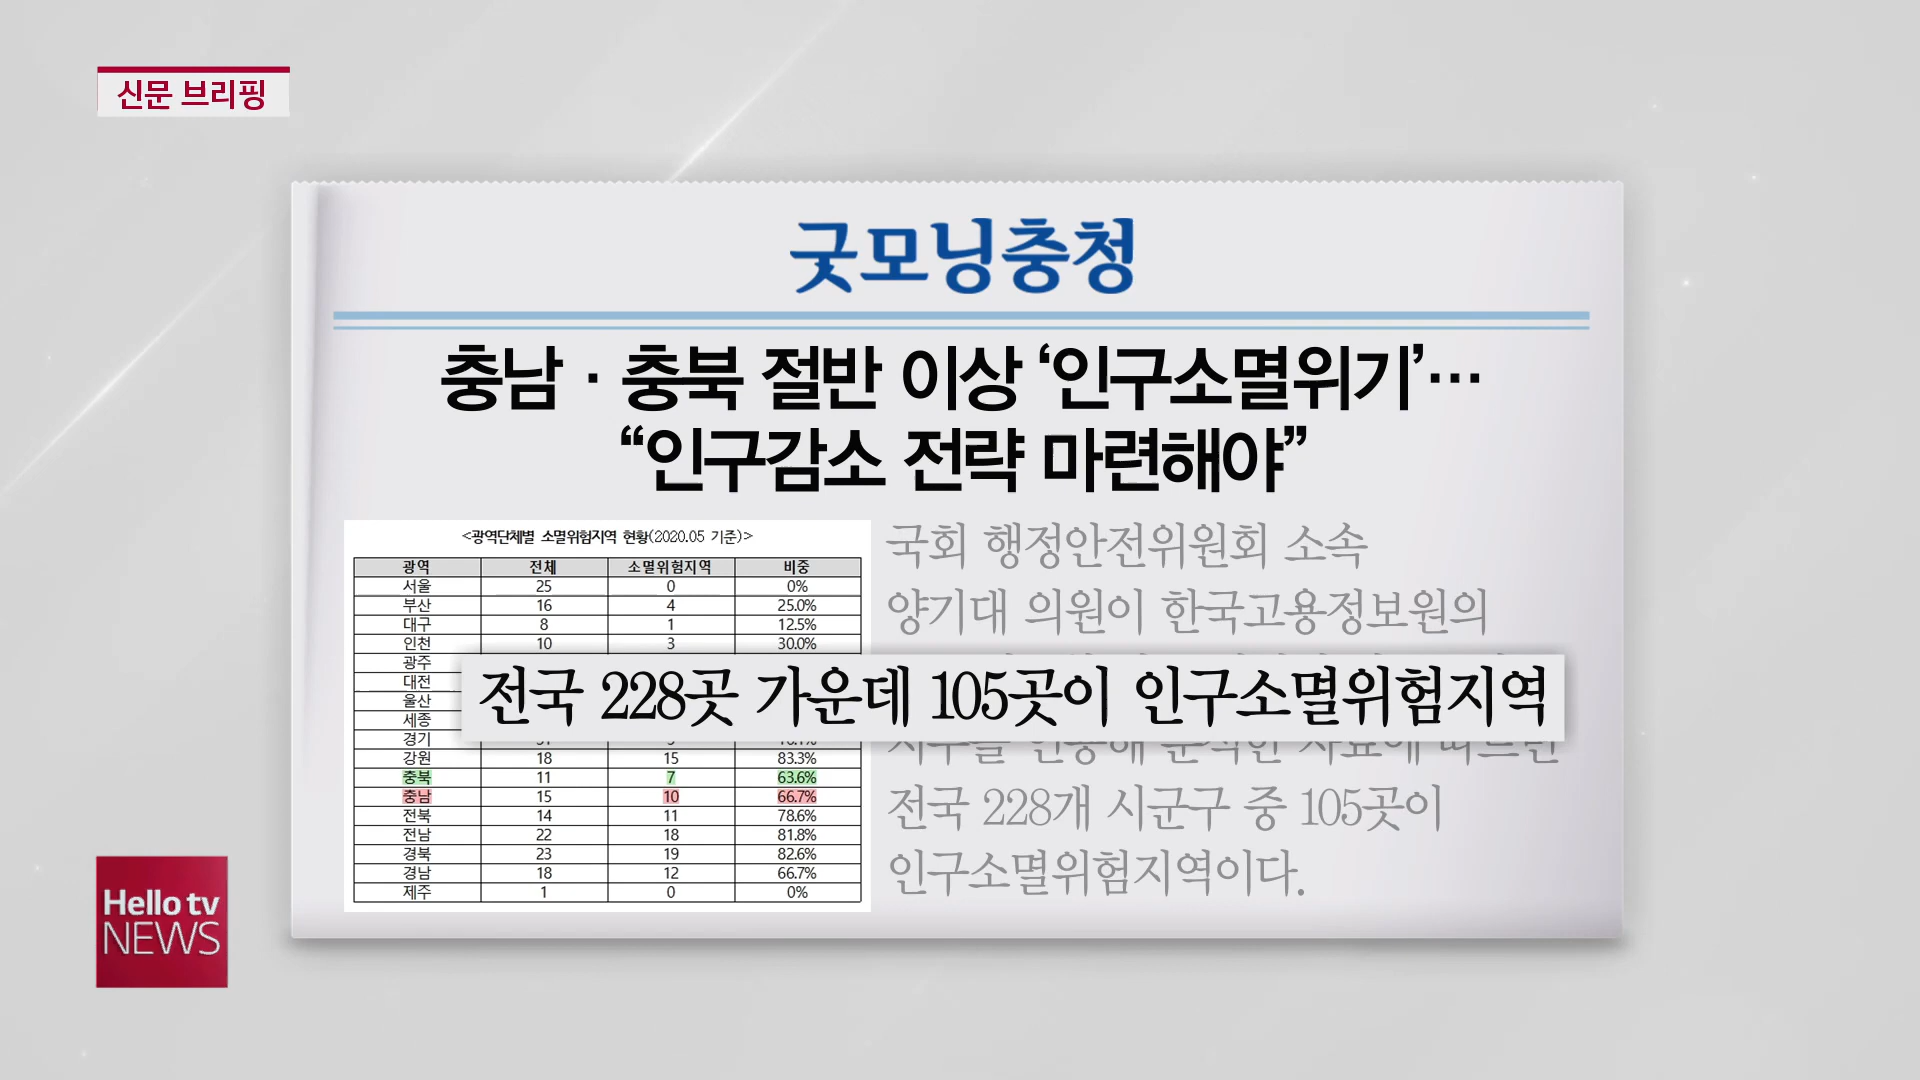 신문 브리핑
굿모닝충청
충남 · 충북 절반 이상 ‘인구소멸위기’…
“인구감소 전략 마련해야”
<광역단체별 소멸위험지역 현황(2020.05 기준)>
광역 전체 소멸위험지역 비중
서울 25 0 0%
부산 16 4 25.0%
대구 8 1 12.5%
인천 10 3 30.0%
광주
대전
울산
세종
경기
강원 18 15 83.3%
충북 11 7 63.6%
충남 15 10 66.7%
전북 14 11 78.6%
전남 22 18 81.8%
경북 23 19 82.6%
경남 18 12 66.7%
제주 1 0 0%
국회 행정안전위원회 소속
양기대 의원이 한국고용정보원의
전국 228곳 가운데 105곳이 인구소멸위험지역
전국 228개 시군구 중 105곳이
인구소멸위험지역이다.
Hello tv
NEWS